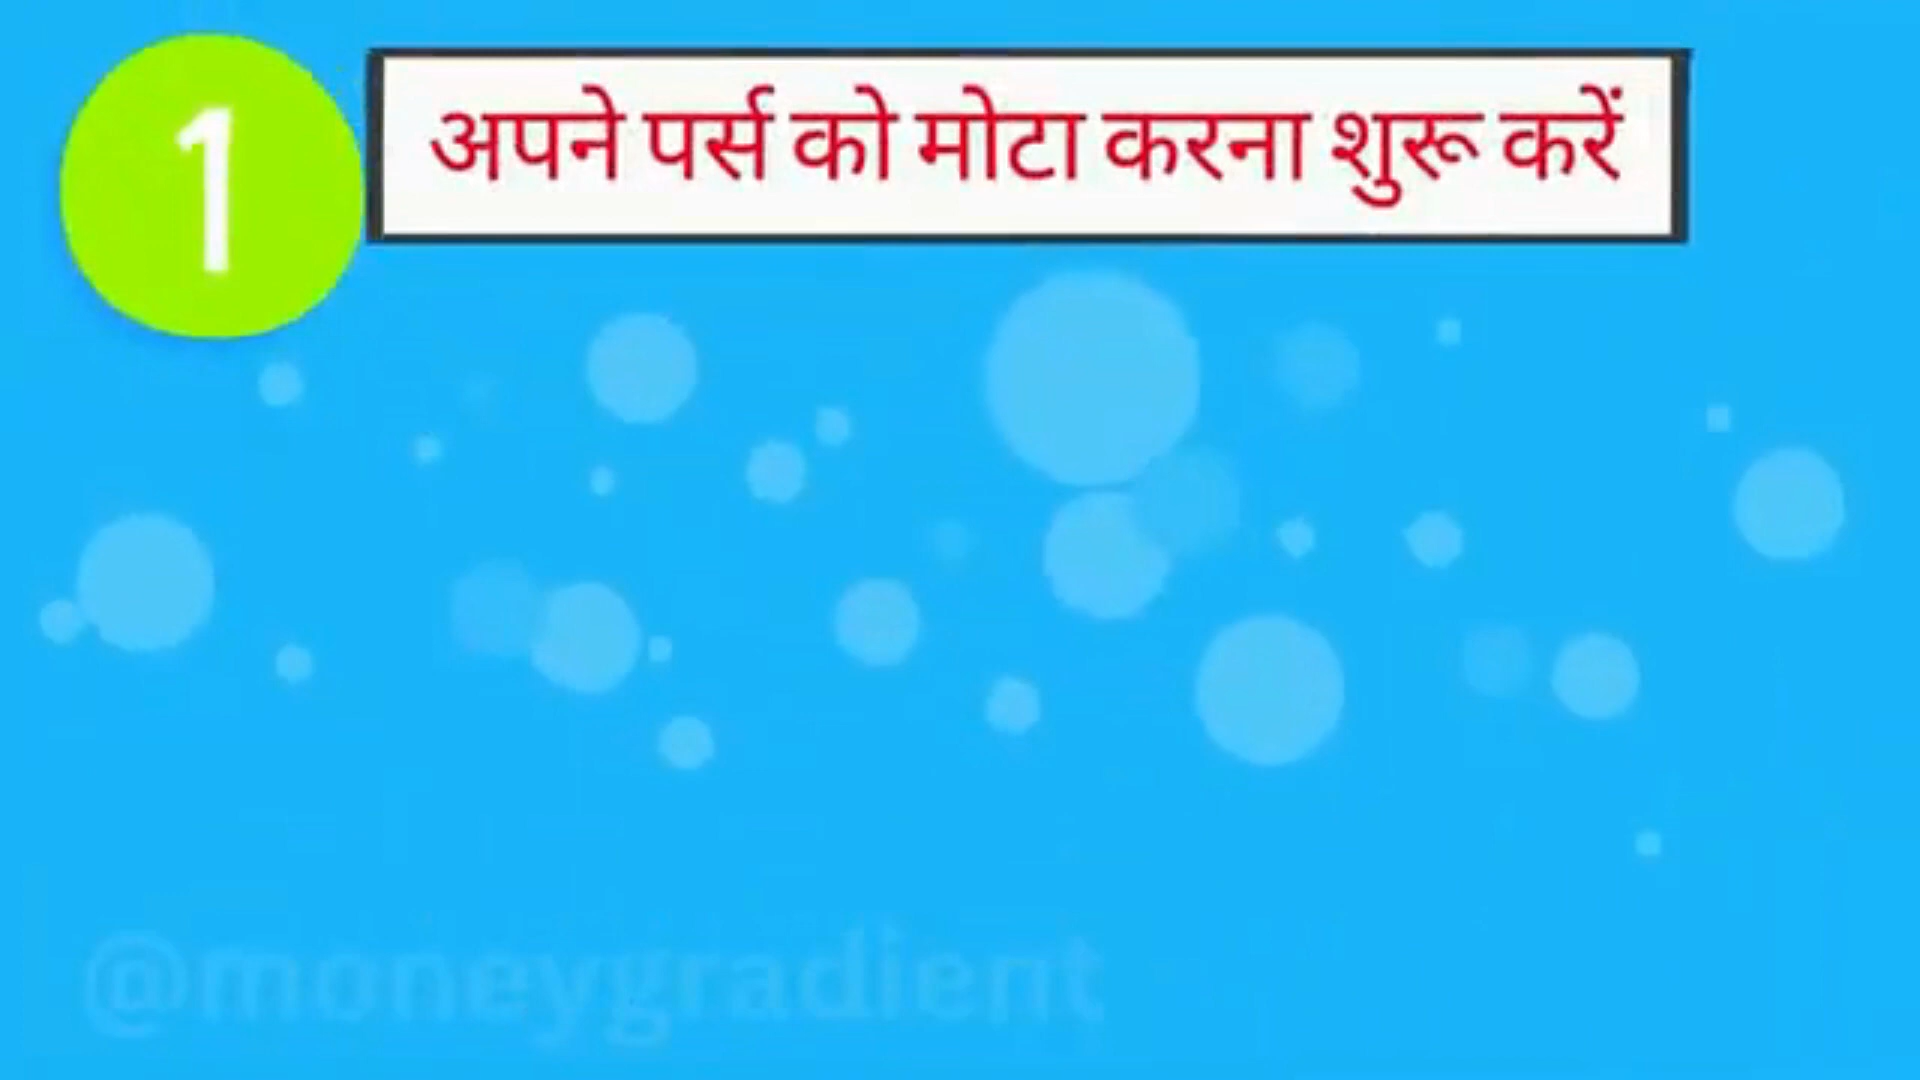 1
अपने पर्स को मोटा करना शुरू करें
@moneygradient